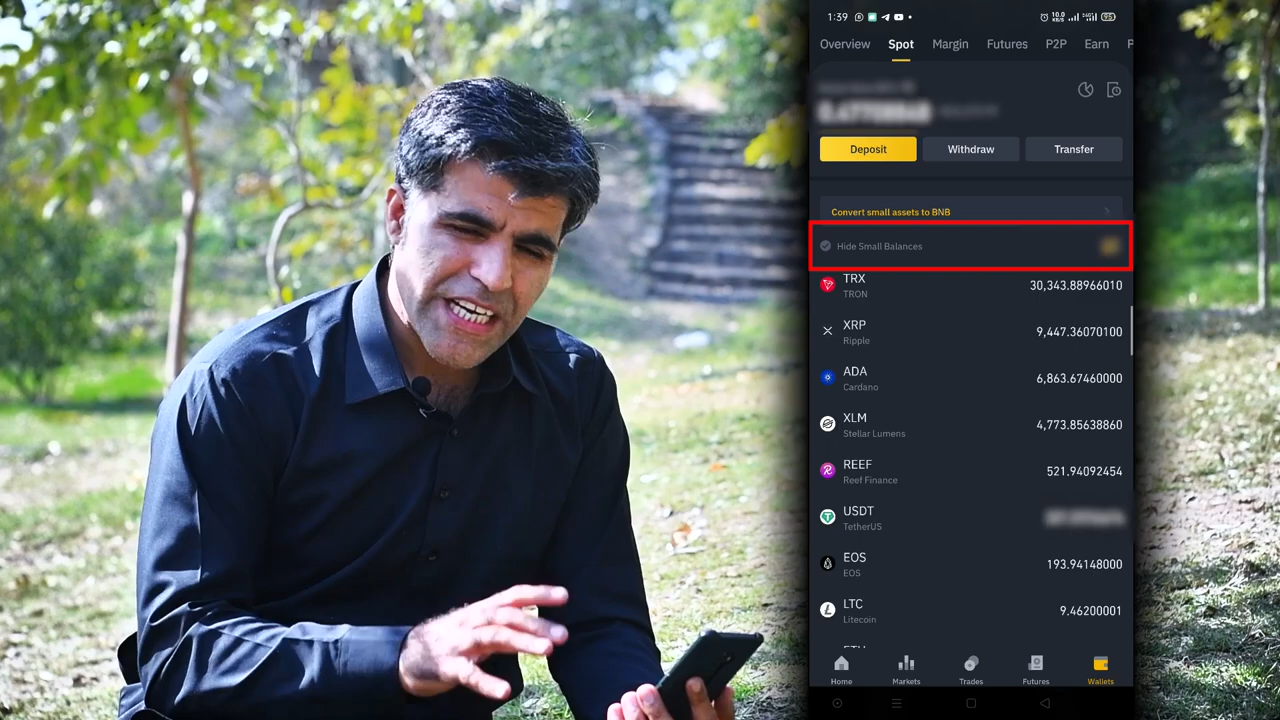 1:39
10.0 KB/S
Overview Spot Margin Futures P2P Earn P
Deposit Withdraw Transfer
Convert small assets to BNB
Hide Small Balances
TRX 30,343.88966010
TRON
XRP 9,447.36070100
Ripple
ADA 6,863.67460000
Cardano
XLM 4,773.85638860
Stellar Lumens
REEF 521.94092454
Reef Finance
USDT
TetherUS
EOS 193.94148000
EOS
LTC 9.46200001
Litecoin
Home Markets Trades Futures Wallets